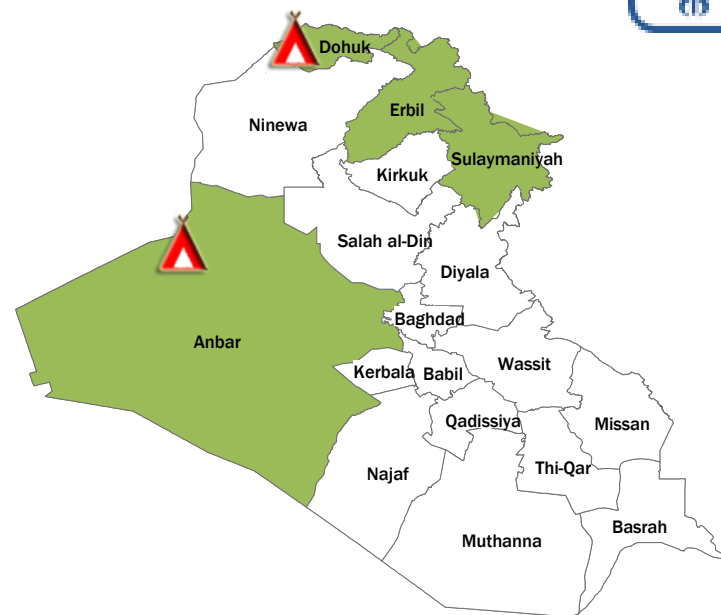 Dohuk
Erbil
Ninewa
Sulaymaniyah
Kirkuk
Salah al-Din
Diyala
Baghdad
Anbar
Wassit
Kerbala
Babil
Qadissiya
Missan
Thi-Qar
Najaf
Basrah
Muthanna